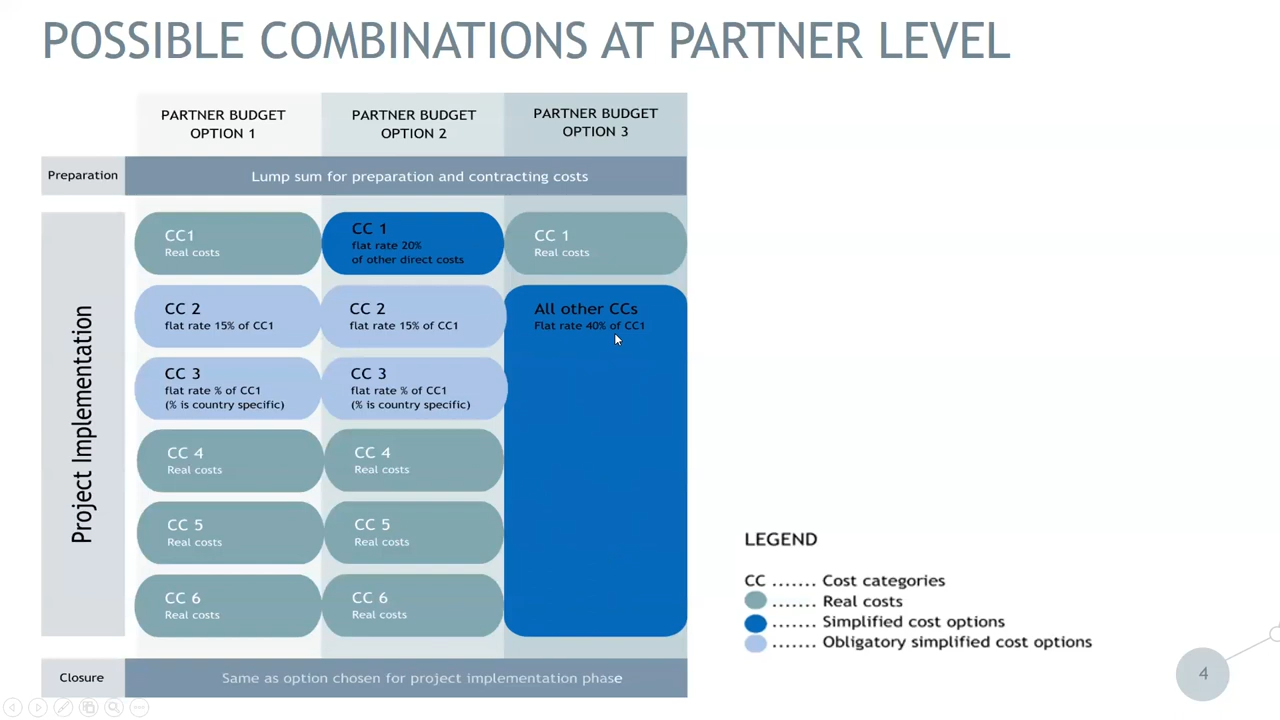 POSSIBLE COMBINATIONS AT PARTNER LEVEL
PARTNER BUDGET
OPTION 1
PARTNER BUDGET
OPTION 2
PARTNER BUDGET
OPTION 3
Preparation
Lump sum for preparation and contracting costs
Project Implementation
CC1
Real costs
CC 1
flat rate 20%
of other direct costs
CC 1
Real costs
CC 2
flat rate 15% of CC1
CC 2
flat rate 15% of CC1
All other CCs
Flat rate 40% of CC1
CC 3
flat rate % of CC1
(% is country specific)
CC 3
flat rate % of CC1
(% is country specific)
CC 4
Real costs
CC 4
Real costs
CC 5
Real costs
CC 5
Real costs
CC 6
Real costs
CC 6
Real costs
Closure
Same as option chosen for project implementation phase
LEGEND
CC ....... Cost categories
....... Real costs
....... Simplified cost options
....... Obligatory simplified cost options
4